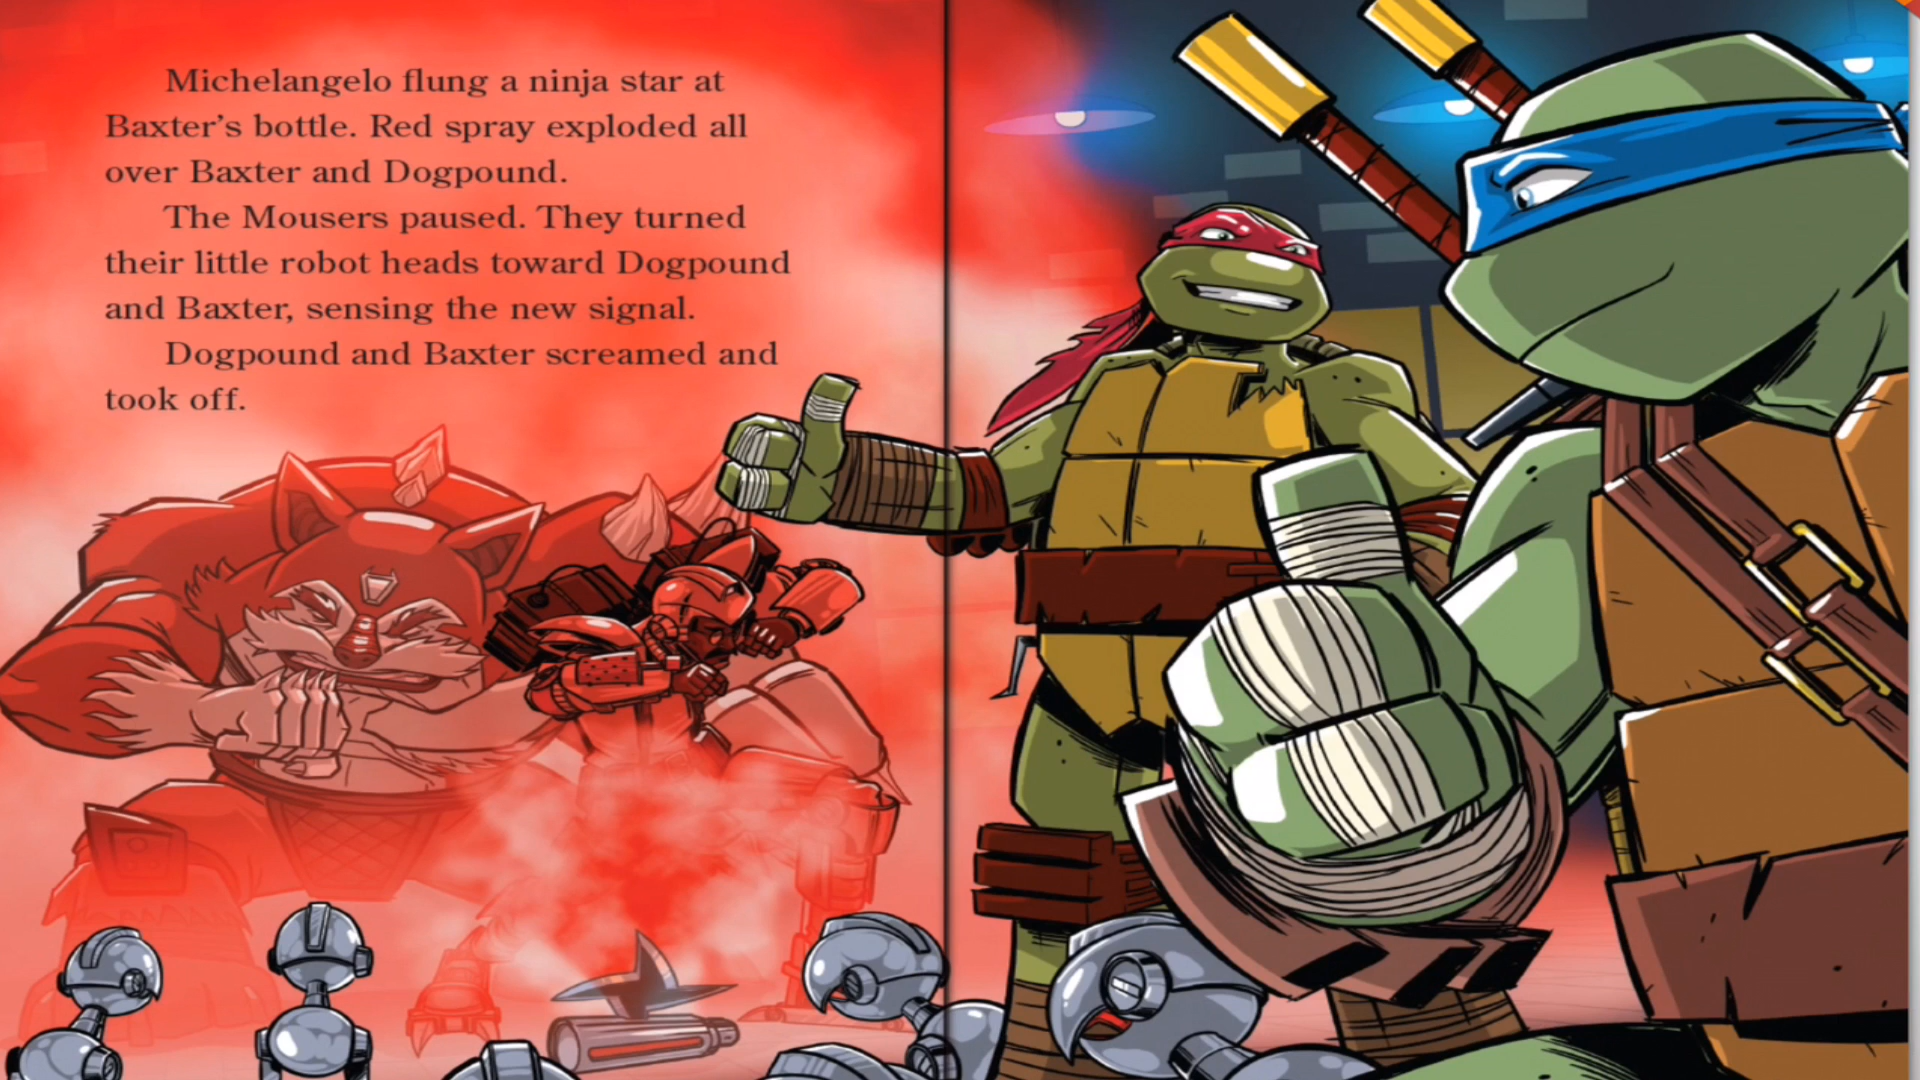 Michelangelo flung a ninja star at
Baxter’s bottle. Red spray exploded all
over Baxter and Dogpound.
The Mousers paused. They turned
their little robot heads toward Dogpound
and Baxter, sensing the new signal.
Dogpound and Baxter screamed and
took off.